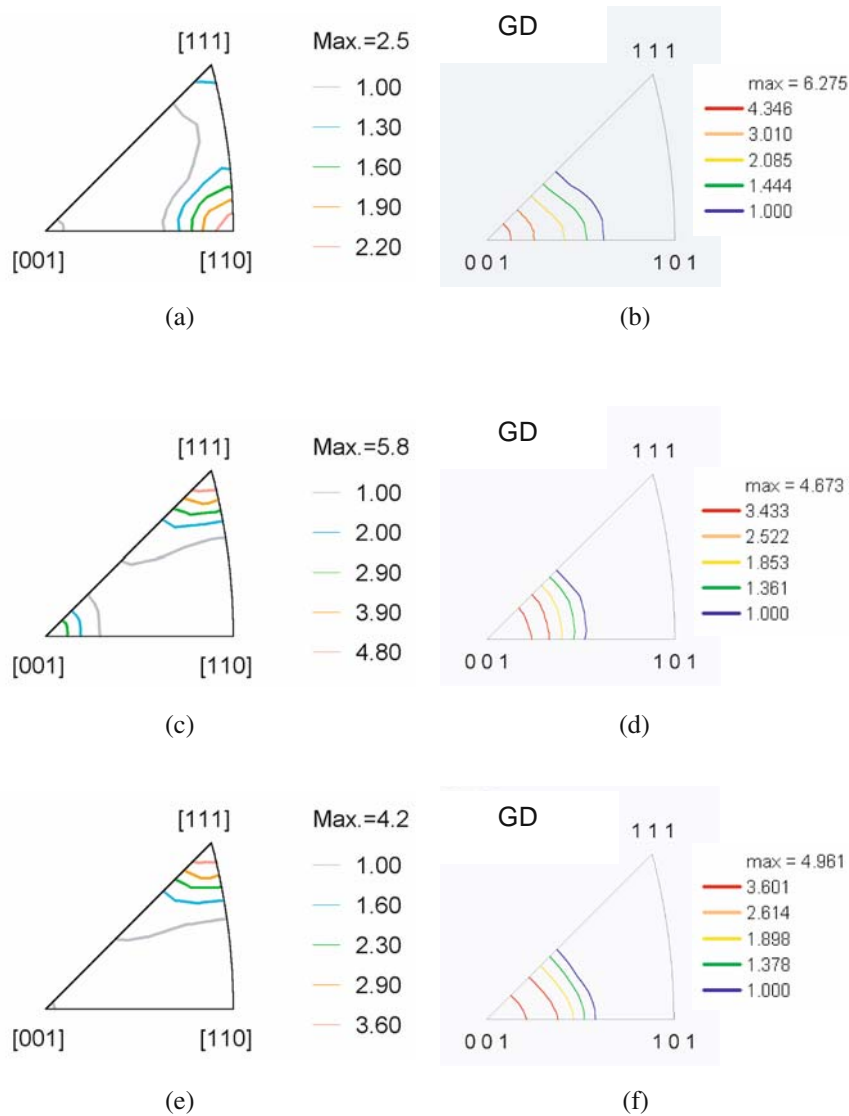 [111]
Max.=2.5
1.00
1.30
1.60
1.90
2.20
[001]
[110]
(a)
GD
1 1 1
max = 6.275
4.346
3.010
2.085
1.444
1.000
0 0 1
1 0 1
(b)
[111]
Max.=5.8
1.00
2.00
2.90
3.90
4.80
[001]
[110]
(c)
GD
1 1 1
max = 4.673
3.433
2.522
1.853
1.361
1.000
0 0 1
1 0 1
(d)
[111]
Max.=4.2
1.00
1.60
2.30
2.90
3.60
[001]
[110]
(e)
GD
1 1 1
max = 4.961
3.601
2.614
1.898
1.378
1.000
0 0 1
1 0 1
(f)